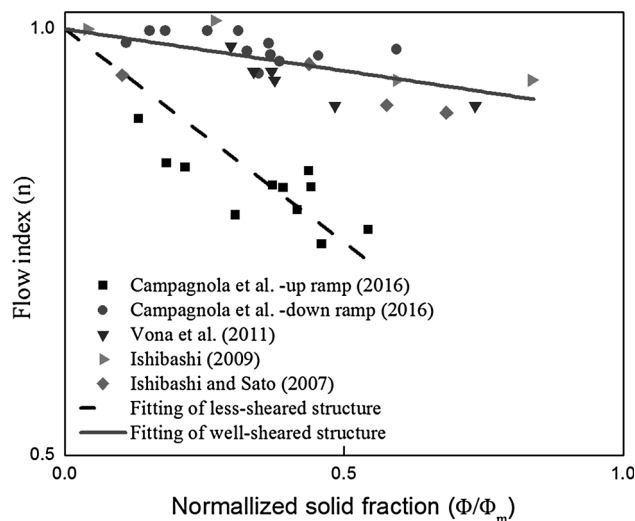 1.0
Flow index (n)
Campagnola et al. -up ramp (2016)
Campagnola et al. -down ramp (2016)
Vona et al. (2011)
Ishibashi (2009)
Ishibashi and Sato (2007)
Fitting of less-sheared structure
Fitting of well-sheared structure
0.5
0.0
0.5
1.0
Normallized solid fraction (Φ/Φm)